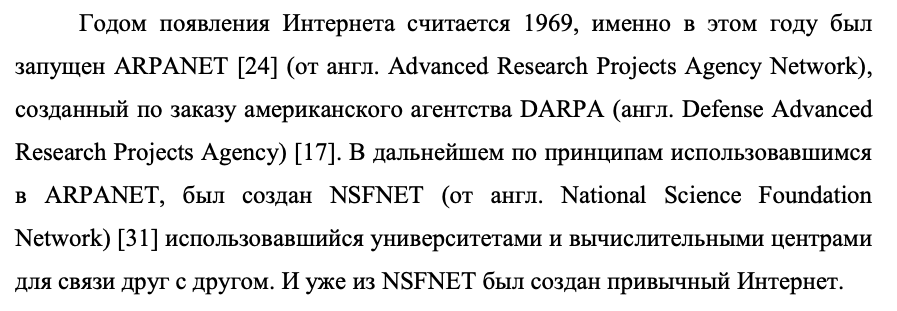 Годом появления Интернета считается 1969, именно в этом году был
запущен ARPANET [24] (от англ. Advanced Research Projects Agency Network),
созданный по заказу американского агентства DARPA (англ. Defense Advanced
Research Projects Agency) [17]. В дальнейшем по принципам использовавшимся
в ARPANET, был создан NSFNET (от англ. National Science Foundation
Network) [31] использовавшийся университетами и вычислительными центрами
для связи друг с другом. И уже из NSFNET был создан привычный Интернет.